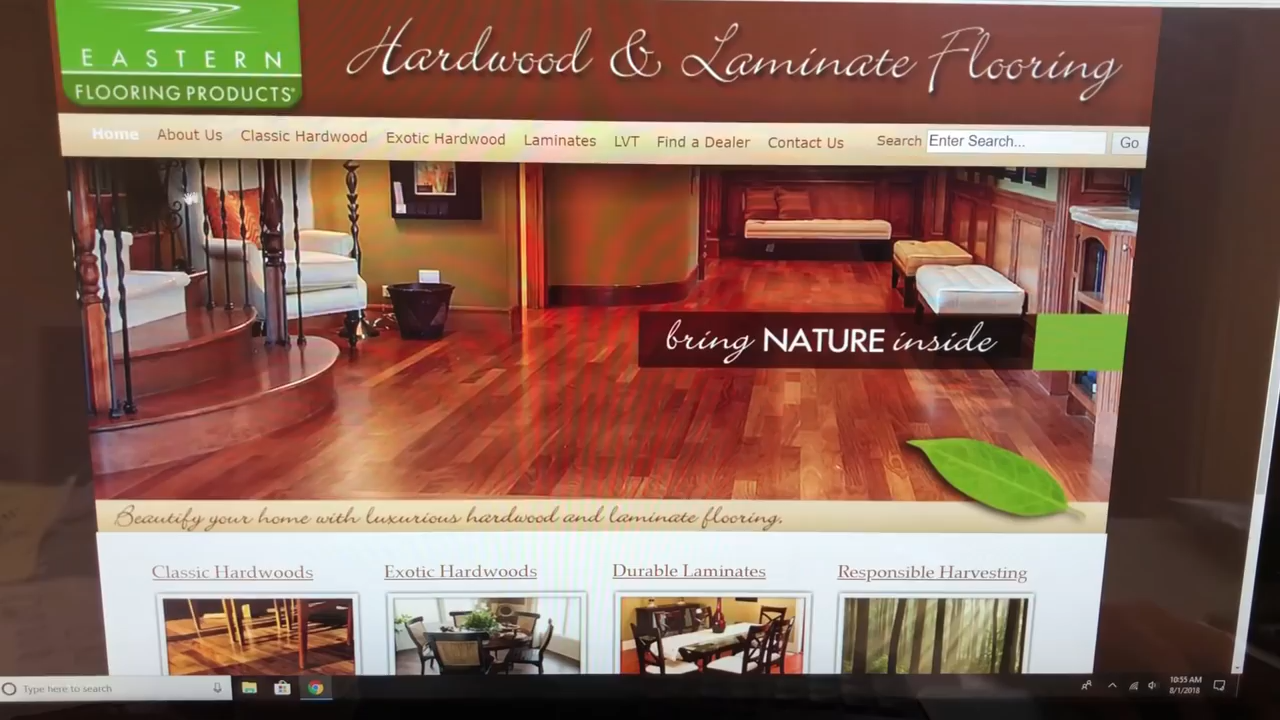 EASTERN
FLOORING PRODUCTS®
Hardwood & Laminate Flooring
Home About Us Classic Hardwood Exotic Hardwood Laminates LVT Find a Dealer Contact Us Search Enter Search... Go
bring NATURE inside
Beautify your home with luxurious hardwood and laminate flooring.
Classic Hardwoods Exotic Hardwoods Durable Laminates Responsible Harvesting
Type here to search
10:55 AM
8/1/2018